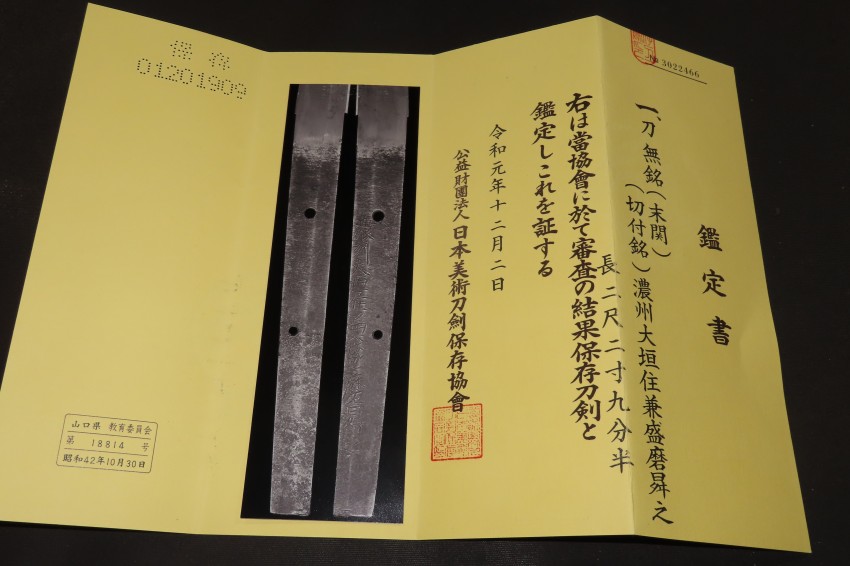 № 3022466
鑑定書
一、刀 無銘(末関)
(切付銘)濃州大垣住兼盛磨昇之
長二尺二寸九分半
右は當協會に於て審査の結果保存刀剣と
鑑定しこれを証する
令和元年十二月二日
公益財團法人日本美術刀劍保存協會
保存
01201909
山口県 教育委員会
第 18814 号
昭和42年10月30日